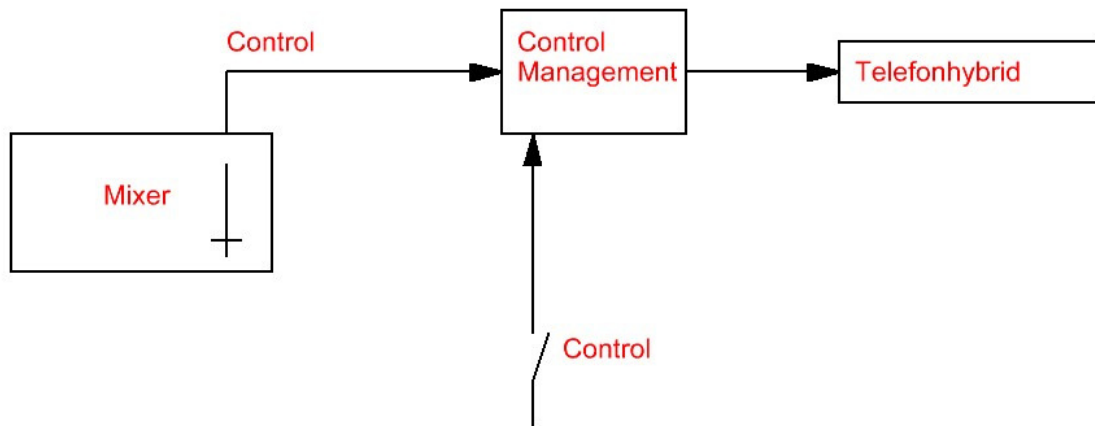 Control
Control
Management
Telefonhybrid
Mixer
Control